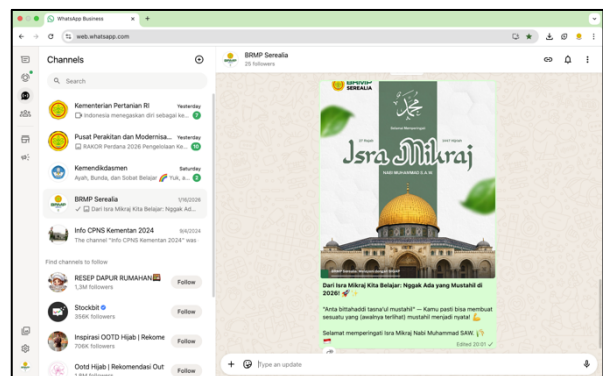 WhatsApp Business
web.whatsapp.com
Channels
Search
Kementerian Pertanian RI
Yesterday
Indonesia menegaskan diri sebagai ke...
7
Pusat Perakitan dan Modernisa...
Yesterday
RAKOR Perdana 2026 Pengelolaan Ke...
10
Kemendikdasmen
Saturday
Ayah, Bunda, dan Sobat Belajar 🌈 Yuk, a...
2
BRMP Serealia
1/16/2026
Dari Isra Mikraj Kita Belajar: Nggak Ad...
Info CPNS Kementan 2024
9/4/2024
The channel "Info CPNS Kementan 2024" was
Find channels to follow
RESEP DAPUR RUMAHAN
1,3M followers
Follow
Stockbit
356K followers
Follow
Inspirasi OOTD Hijab | Rekome
706K followers
Follow
Ootd Hijab | Rekomendasi Out
Follow
BRMP Serealia
25 followers
SEREALIA
Selamat Memperingati
Isra Mikraj
NABI MUHAMMAD S.A.W.
Dari Isra Mikraj Kita Belajar: Nggak Ada yang Mustahil di
2026! 🚀✨
"Anta bittahaddi tasna'ul mustahil" — Kamu pasti bisa membuat
sesuatu yang (awalnya terlihat) mustahil menjadi nyata! 💪
Selamat memperingati Isra Mikraj Nabi Muhammad SAW.
Edited 20:01
Type an update